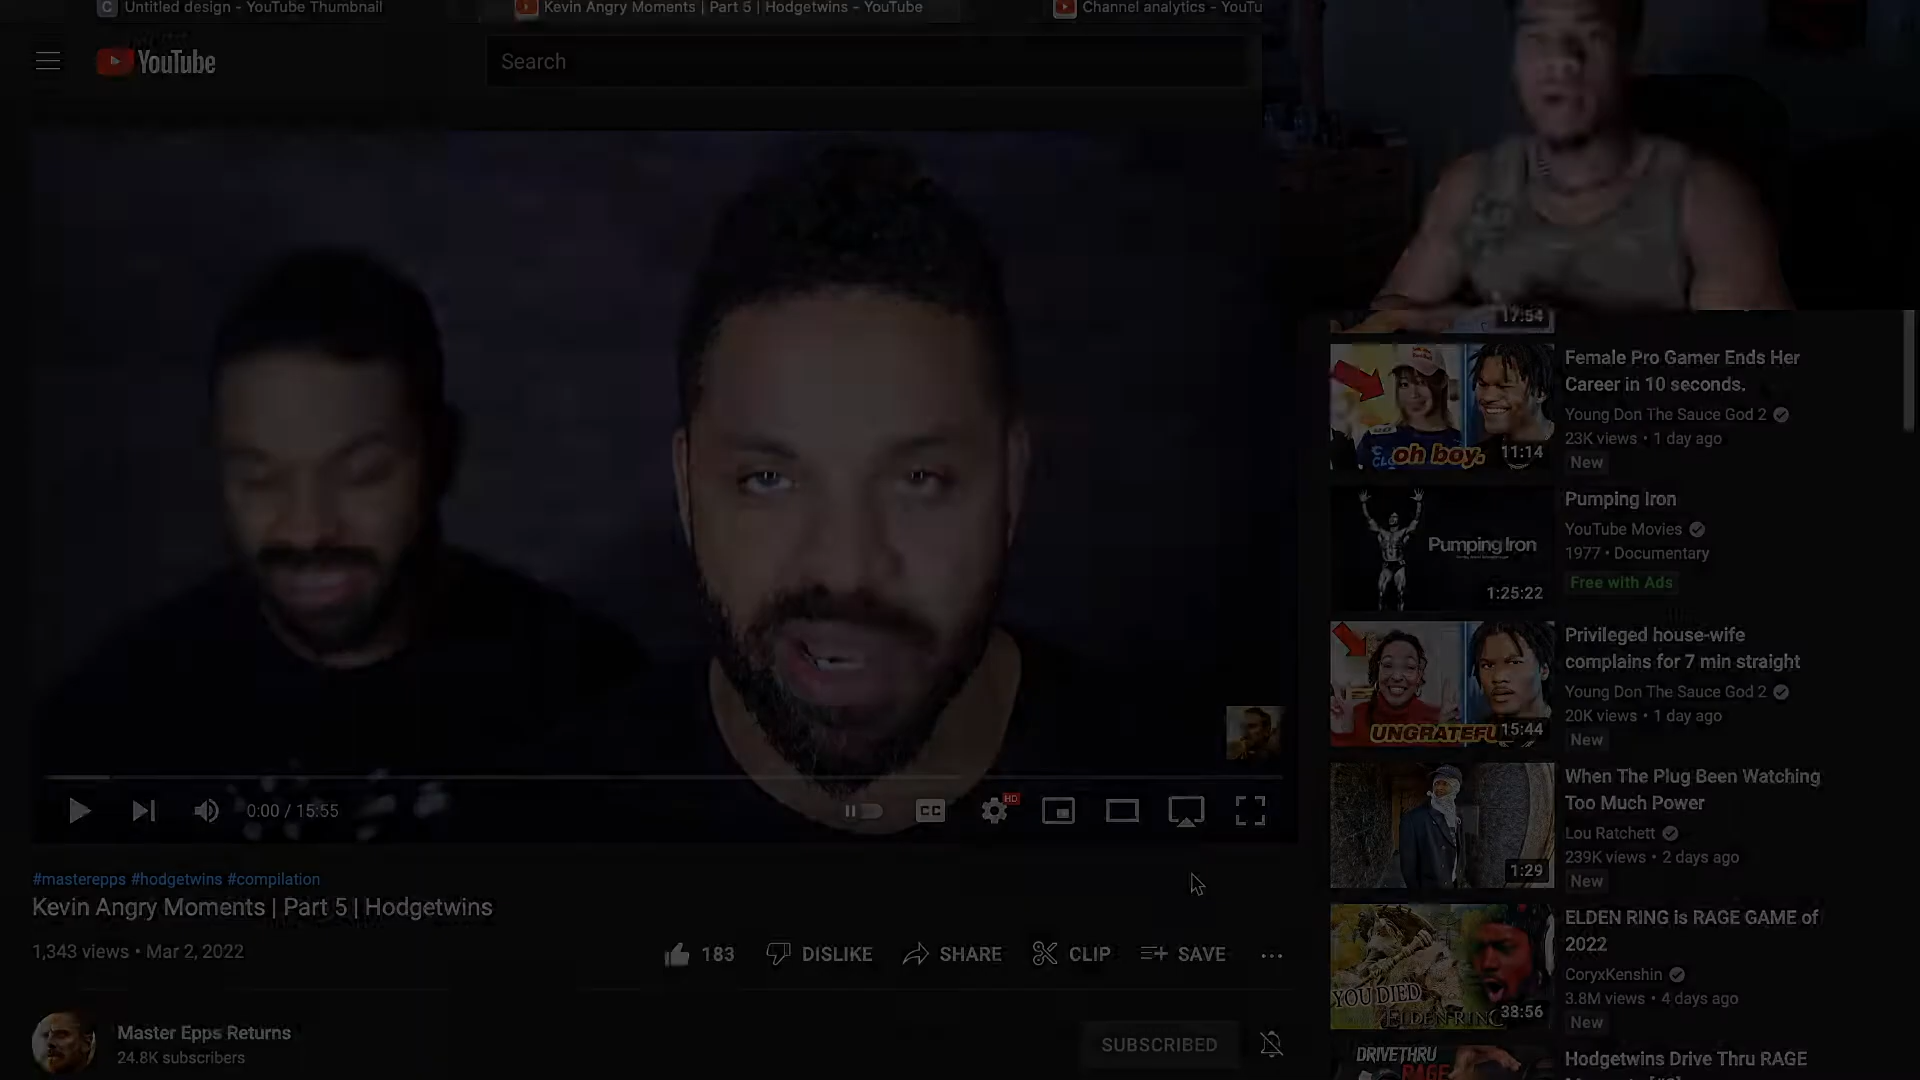 Untitled design - YouTube Thumbnail
Kevin Angry Moments | Part 5 | Hodgetwins - YouTube
Channel analytics - YouTu
YouTube
Search
17:54
Female Pro Gamer Ends Her
Career in 10 seconds.
Young Don The Sauce God 2
23K views • 1 day ago
New
oh boy.
11:14
Pumping Iron
YouTube Movies
1977 • Documentary
Free with Ads
Pumping Iron
1:25:22
Privileged house-wife
complains for 7 min straight
Young Don The Sauce God 2
20K views • 1 day ago
New
UNGRATEFU
15:44
When The Plug Been Watching
Too Much Power
Lou Ratchett
239K views • 2 days ago
New
1:29
ELDEN RING is RAGE GAME of
2022
CoryxKenshin
3.8M views • 4 days ago
New
YOU DIED
ELDEN RING
38:56
Hodgetwins Drive Thru RAGE
DRIVETHRU
RAGE
0:00 / 15:55
CC
HD
#masterepps #hodgetwins #compilation
Kevin Angry Moments | Part 5 | Hodgetwins
1,343 views • Mar 2, 2022
183
DISLIKE
SHARE
CLIP
SAVE
Master Epps Returns
24.8K subscribers
SUBSCRIBED